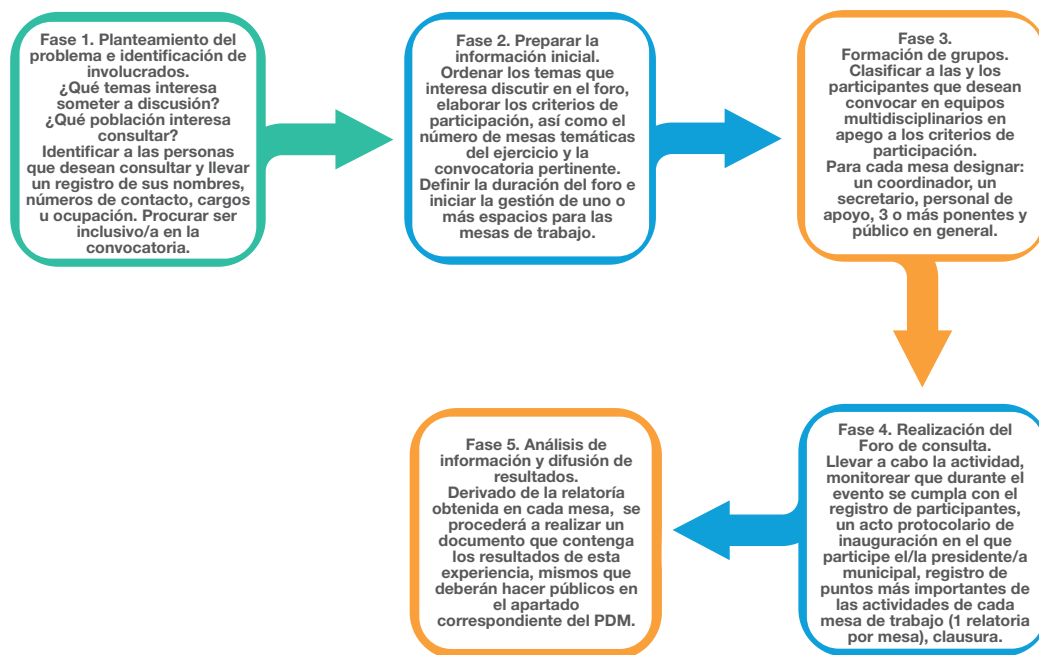 Fase 1. Planteamiento del
problema e identificación de
involucrados.
¿Qué temas interesa
someter a discusión?
¿Qué población interesa
consultar?
Identificar a las personas
que desean consultar y llevar
un registro de sus nombres,
números de contacto, cargos
u ocupación. Procurar ser
inclusivo/a en la
convocatoria.
Fase 2. Preparar la
información inicial.
Ordenar los temas que
interesa discutir en el foro,
elaborar los criterios de
participación, así como el
número de mesas temáticas
del ejercicio y la
convocatoria pertinente.
Definir la duración del foro e
iniciar la gestión de uno o
más espacios para las
mesas de trabajo.
Fase 3.
Formación de grupos.
Clasificar a las y los
participantes que desean
convocar en equipos
multidisciplinarios en
apego a los criterios de
participación.
Para cada mesa designar:
un coordinador, un
secretario, personal de
apoyo, 3 o más ponentes y
público en general.
Fase 4. Realización del
Foro de consulta.
Llevar a cabo la actividad,
monitorear que durante el
evento se cumpla con el
registro de participantes,
un acto protocolario de
inauguración en el que
participe el/la presidente/a
municipal, registro de
puntos más importantes de
las actividades de cada
mesa de trabajo (1 relatoria
por mesa), clausura.
Fase 5. Análisis de
información y difusión de
resultados.
Derivado de la relatoría
obtenida en cada mesa, se
procederá a realizar un
documento que contenga
los resultados de esta
experiencia, mismos que
deberán hacer públicos en
el apartado
correspondiente del PDM.